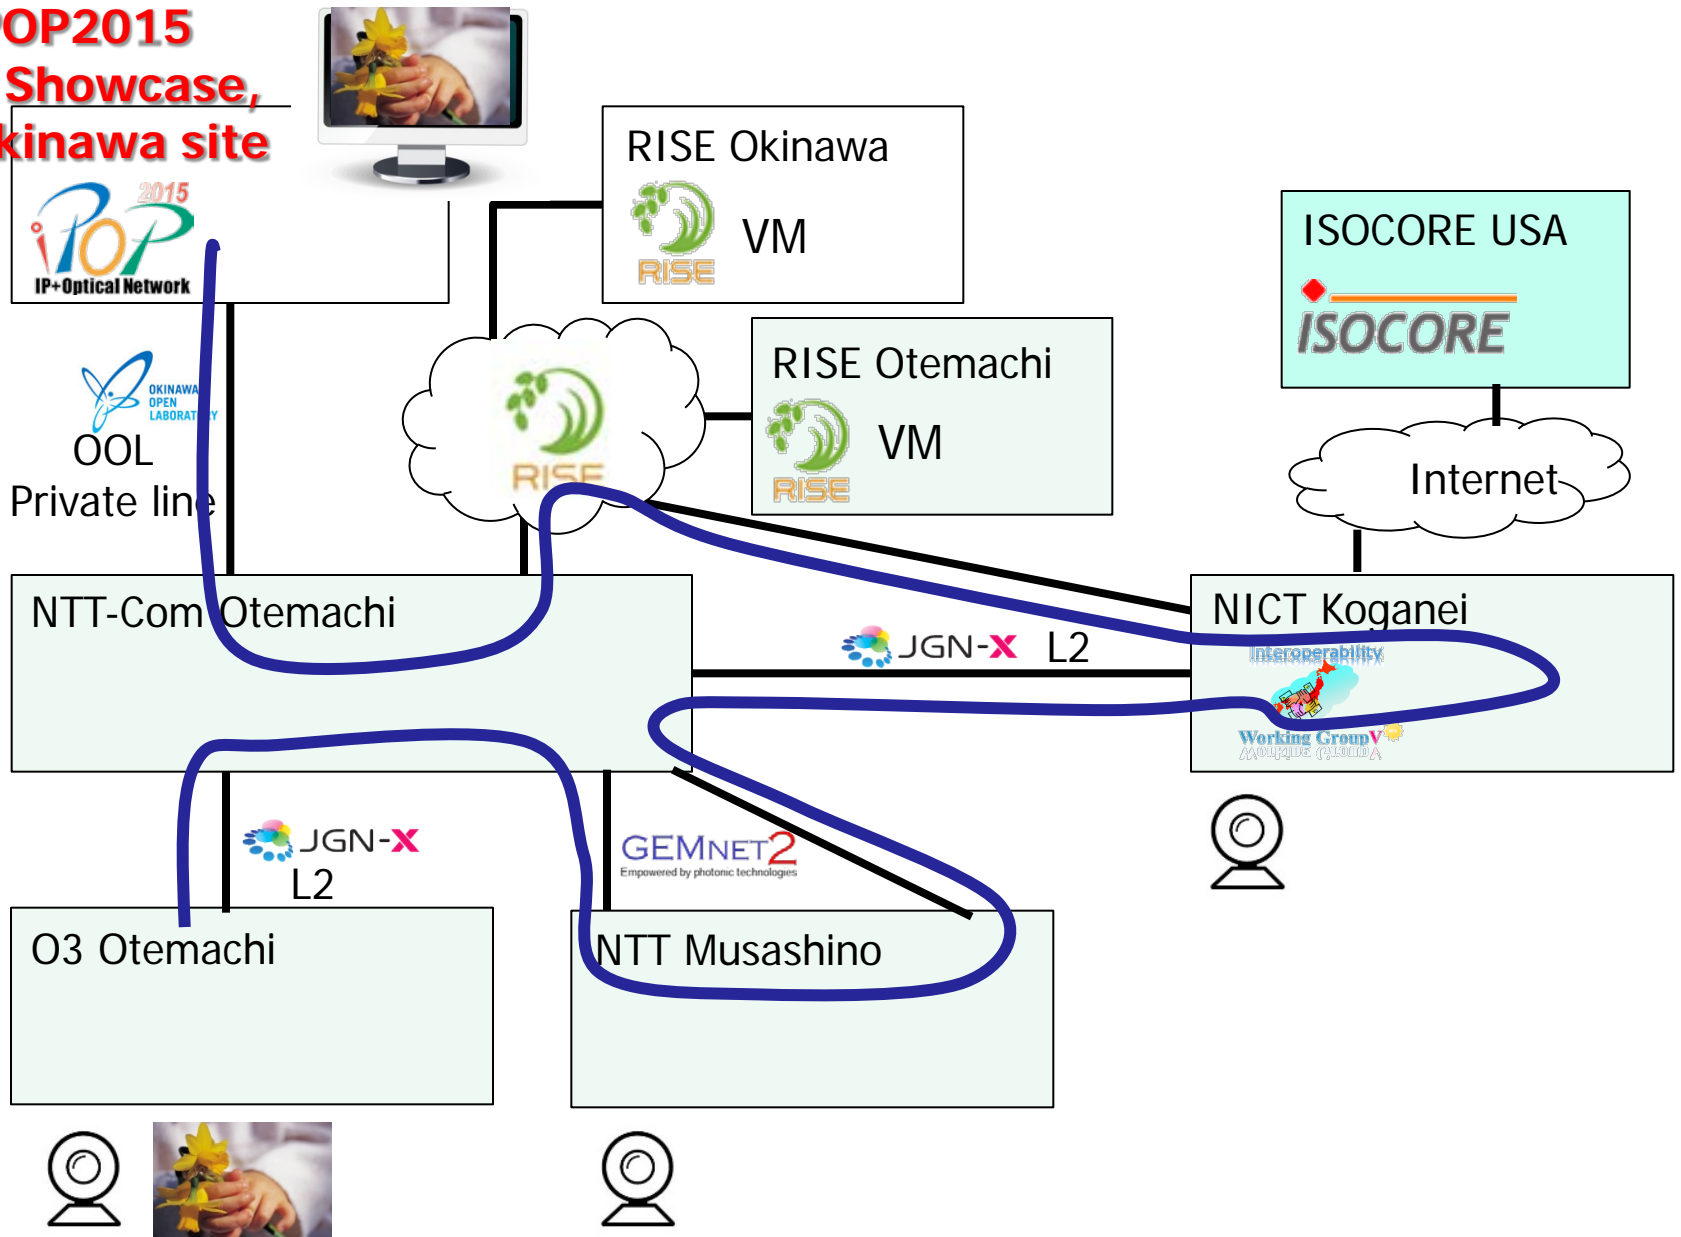 POP2015
Showcase,
kinawa site
2015
iPOP
IP+Optical Network
RISE Okinawa
VM
RISE
ISOCORE USA
ISOCORE
RISE Otemachi
VM
RISE
RISE
OKINAWA
OPEN
LABORATORY
OOL
Private line
Internet
NTT-Com Otemachi
JGN-X L2
NICT Koganei
Interoperability
Working Group V
JGN-X
L2
GEMNET2
Empowered by photonic technologies
O3 Otemachi
NTT Musashino